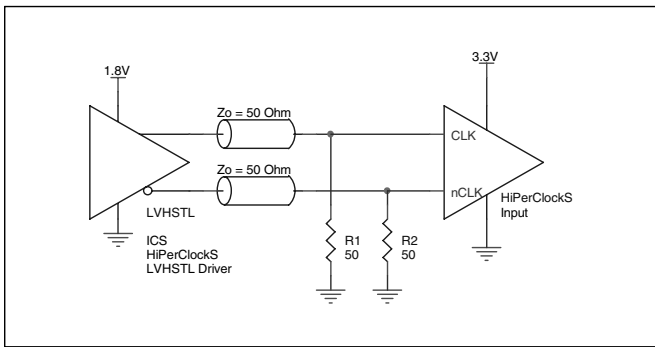 1.8V
3.3V
Zo = 50 Ohm
CLK
Zo = 50 Ohm
nCLK
HiPerClockS
Input
LVHSTL
ICS
HiPerClockS
LVHSTL Driver
R1
50
R2
50